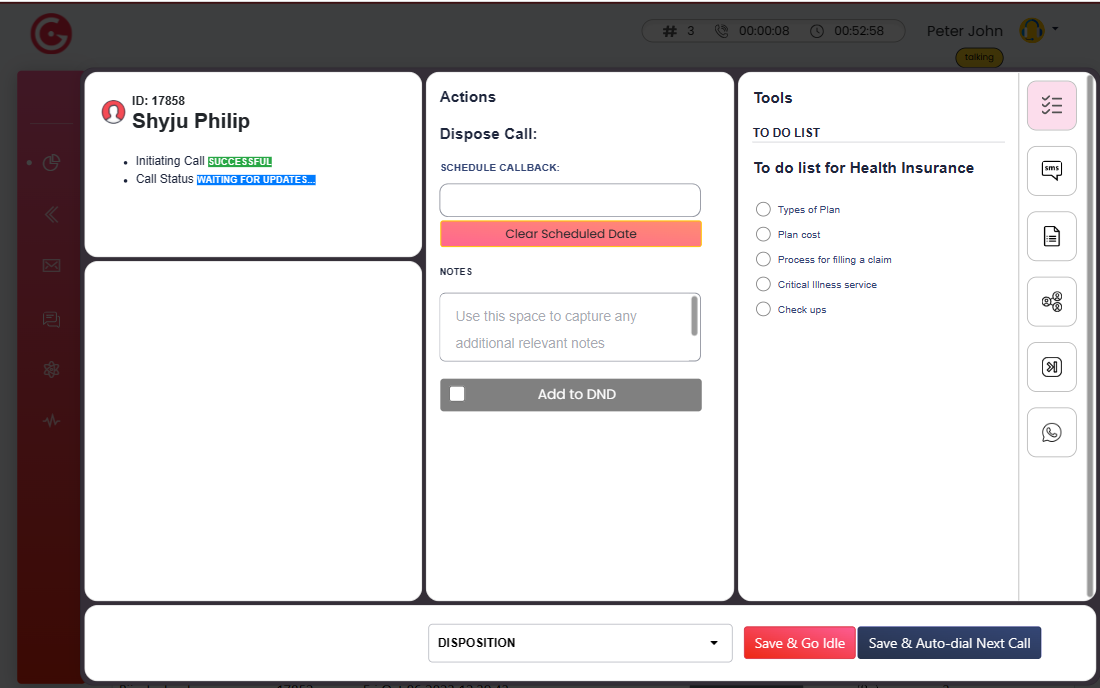 3 00:00:08 00:52:58 Peter John
talking
ID: 17858
Shyju Philip
Initiating Call SUCCESSFUL
Call Status WAITING FOR UPDATES...
Actions
Dispose Call:
SCHEDULE CALLBACK:
Clear Scheduled Date
NOTES
Use this space to capture any
additional relevant notes
Add to DND
Tools
TO DO LIST
To do list for Health Insurance
Types of Plan
Plan cost
Process for filling a claim
Critical Illness service
Check ups
sms
DISPOSITION
Save & Go Idle
Save & Auto-dial Next Call